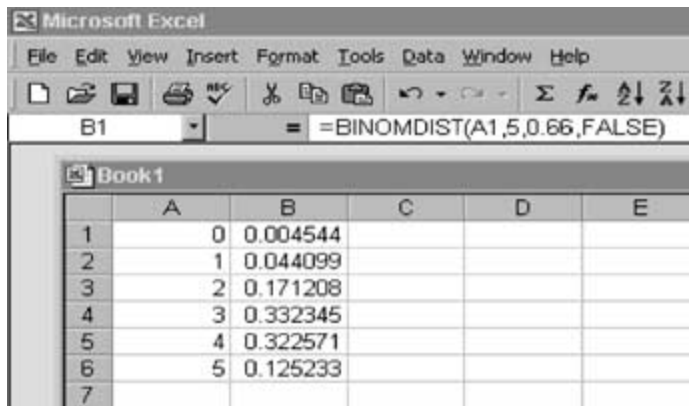 Microsoft Excel
File Edit View Insert Format Tools Data Window Help
ABC Σ fx A Z Z A
B1 = =BINOMDIST(A1,5,0.66,FALSE)
Book1
A B C D E
1 0 0.004544
2 1 0.044099
3 2 0.171208
4 3 0.332345
5 4 0.322571
6 5 0.125233
7